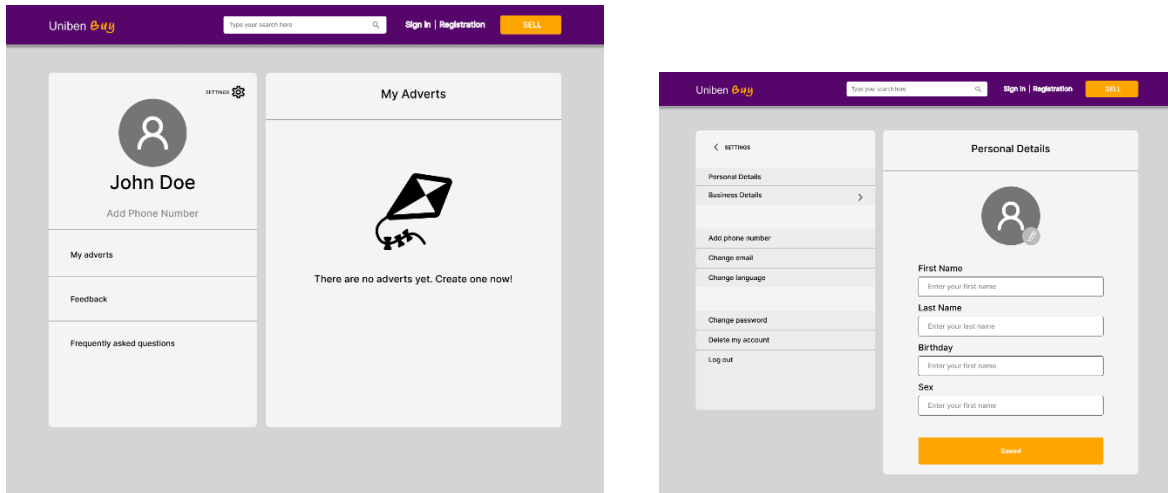 Uniben Buy
Type your search here
Sign In | Registration
SELL
SETTINGS
John Doe
Add Phone Number
My adverts
Feedback
Frequently asked questions
My Adverts
There are no adverts yet. Create one now!
Uniben Buy
Type your search here
Sign In | Registration
SELL
SETTINGS
Personal Details
Business Details
Add phone number
Change email
Change language
Change password
Delete my account
Log out
Personal Details
First Name
Enter your first name
Last Name
Enter your last name
Birthday
Enter your first name
Sex
Enter your first name
Saved